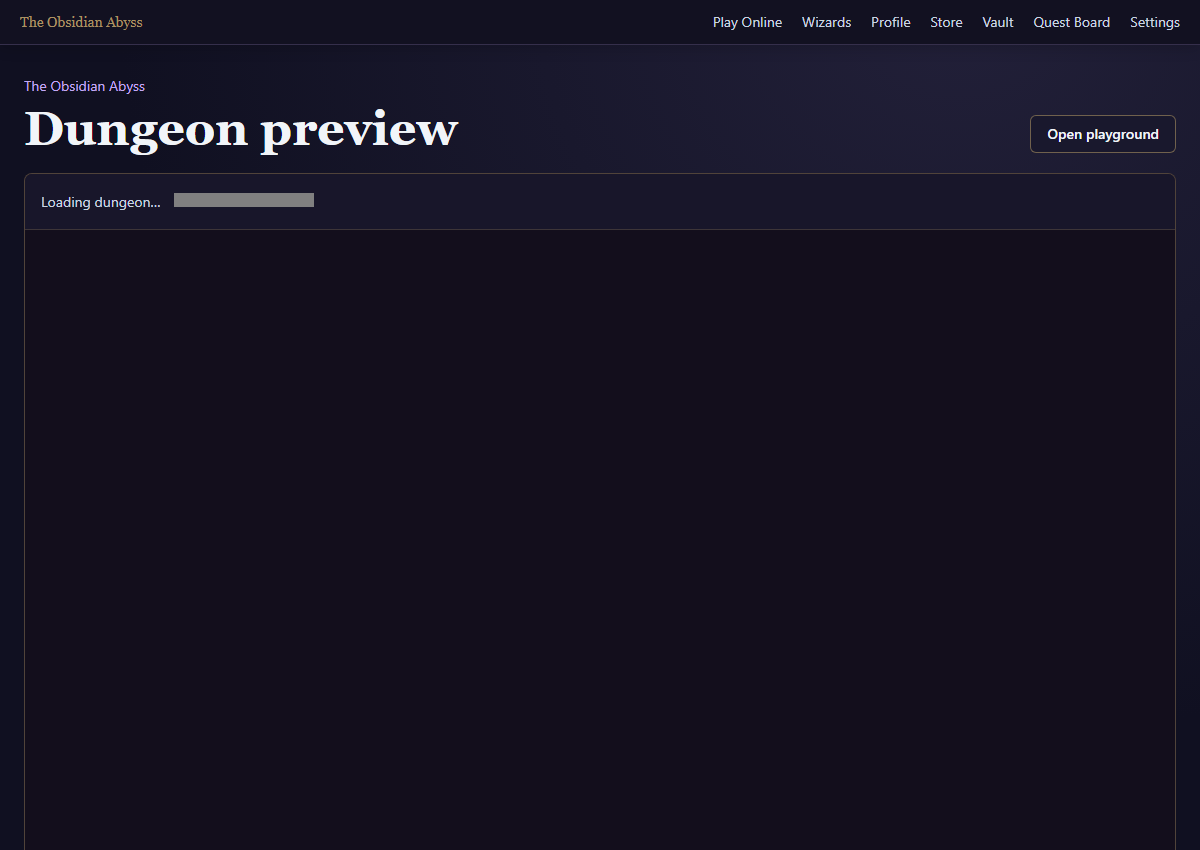 The Obsidian Abyss
Play Online Wizards Profile Store Vault Quest Board Settings
The Obsidian Abyss
Dungeon preview
Open playground
Loading dungeon...